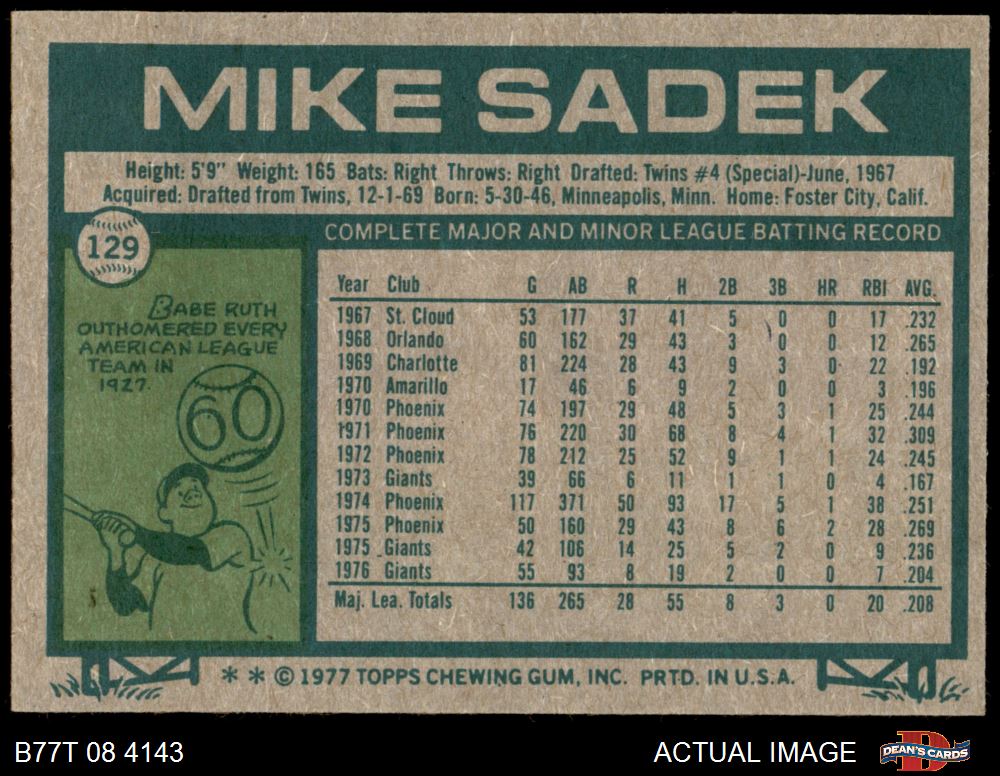 MIKE SADEK
Height: 5'9" Weight: 165 Bats: Right Throws: Right Drafted: Twins #4 (Special)-June, 1967
Acquired: Drafted from Twins, 12-1-69 Born: 5-30-46, Minneapolis, Minn. Home: Foster City, Calif.
129
COMPLETE MAJOR AND MINOR LEAGUE BATTING RECORD
BABE RUTH
OUTHOMERED EVERY
AMERICAN LEAGUE
TEAM IN
1927.
60
Year Club G AB R H 2B 3B HR RBI AVG.
1967 St. Cloud 53 177 37 41 5 0 0 17 .232
1968 Orlando 60 162 29 43 3 0 0 12 .265
1969 Charlotte 81 224 28 43 9 3 0 22 .192
1970 Amarillo 17 46 6 9 2 0 0 3 .196
1970 Phoenix 74 197 29 48 5 3 1 25 .244
1971 Phoenix 76 220 30 68 8 4 1 32 .309
1972 Phoenix 78 212 25 52 9 1 1 24 .245
1973 Giants 39 66 6 11 1 1 0 4 .167
1974 Phoenix 117 371 50 93 17 5 1 38 .251
1975 Phoenix 50 160 29 43 8 6 2 28 .269
1975 Giants 42 106 14 25 5 2 0 9 .236
1976 Giants 55 93 8 19 2 0 0 7 .204
Maj. Lea. Totals 136 265 28 55 8 3 0 20 .208
* * © 1977 TOPPS CHEWING GUM, INC. PRTD. IN U.S.A.
B77T 08 4143
ACTUAL IMAGE
DEAN'S CARDS